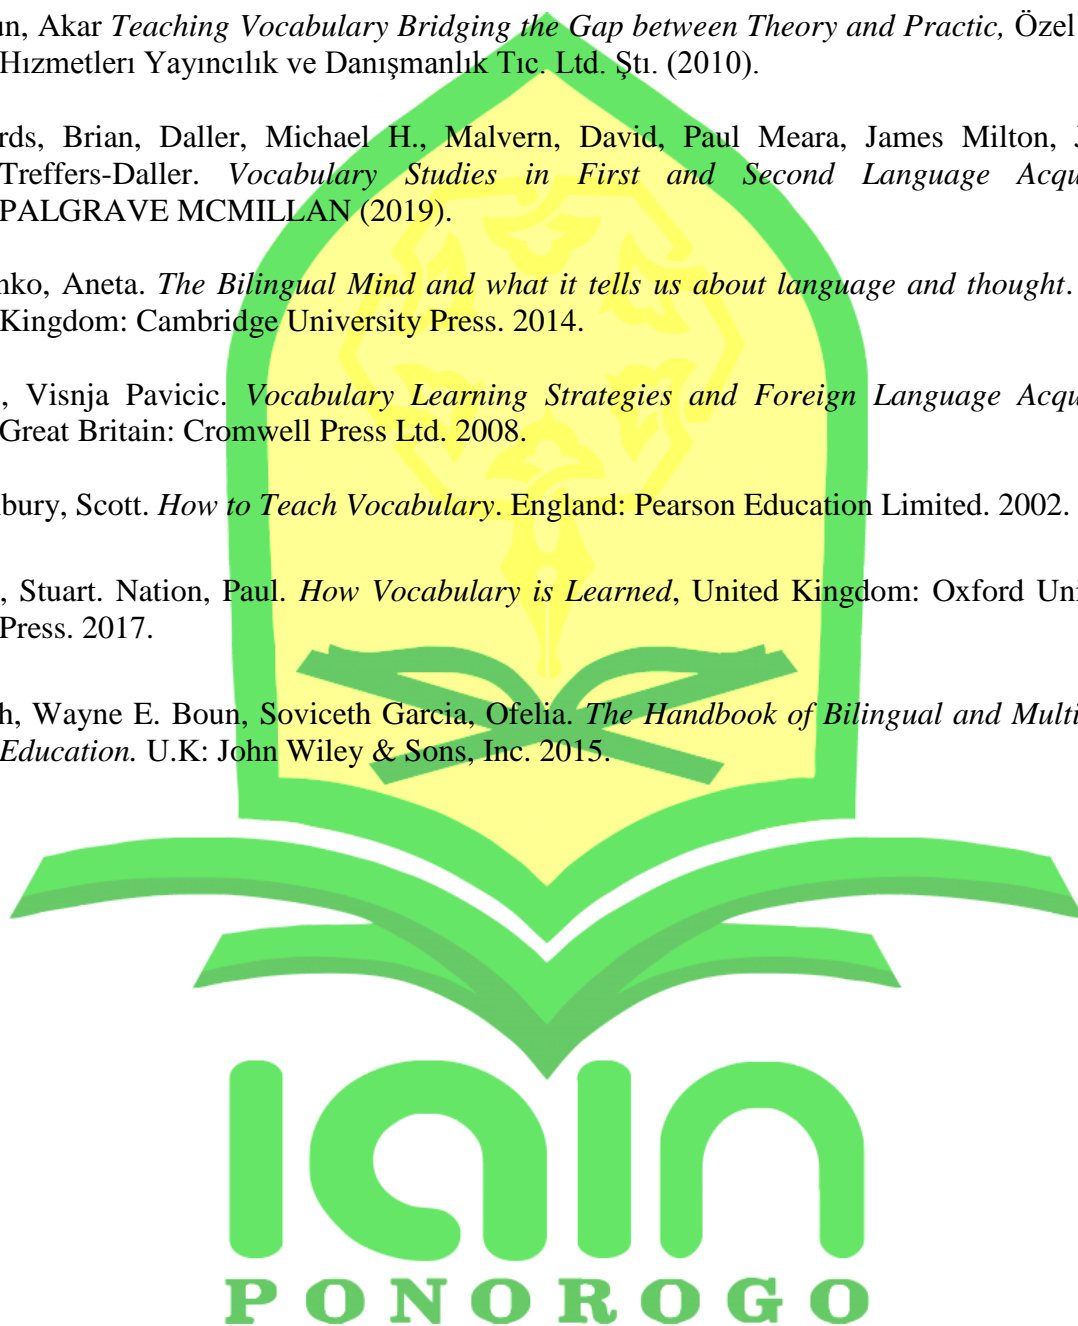 un, Akar Teaching Vocabulary Bridging the Gap between Theory and Practic, Özel
Hızmetlerı Yayıncılık ve Danışmanlık Tıc. Ltd. Ştı. (2010).
rds, Brian, Daller, Michael H., Malvern, David, Paul Meara, James Milton, J
Treffers-Daller. Vocabulary Studies in First and Second Language Acqu
PALGRAVE MCMILLAN (2019).
nko, Aneta. The Bilingual Mind and what it tells us about language and thought.
Kingdom: Cambridge University Press. 2014.
, Visnja Pavicic. Vocabulary Learning Strategies and Foreign Language Acqu
Great Britain: Cromwell Press Ltd. 2008.
bury, Scott. How to Teach Vocabulary. England: Pearson Education Limited. 2002.
, Stuart. Nation, Paul. How Vocabulary is Learned, United Kingdom: Oxford Uni
Press. 2017.
h, Wayne E. Boun, Soviceth Garcia, Ofelia. The Handbook of Bilingual and Multi
Education. U.K: John Wiley & Sons, Inc. 2015.
iain
PONOROGO